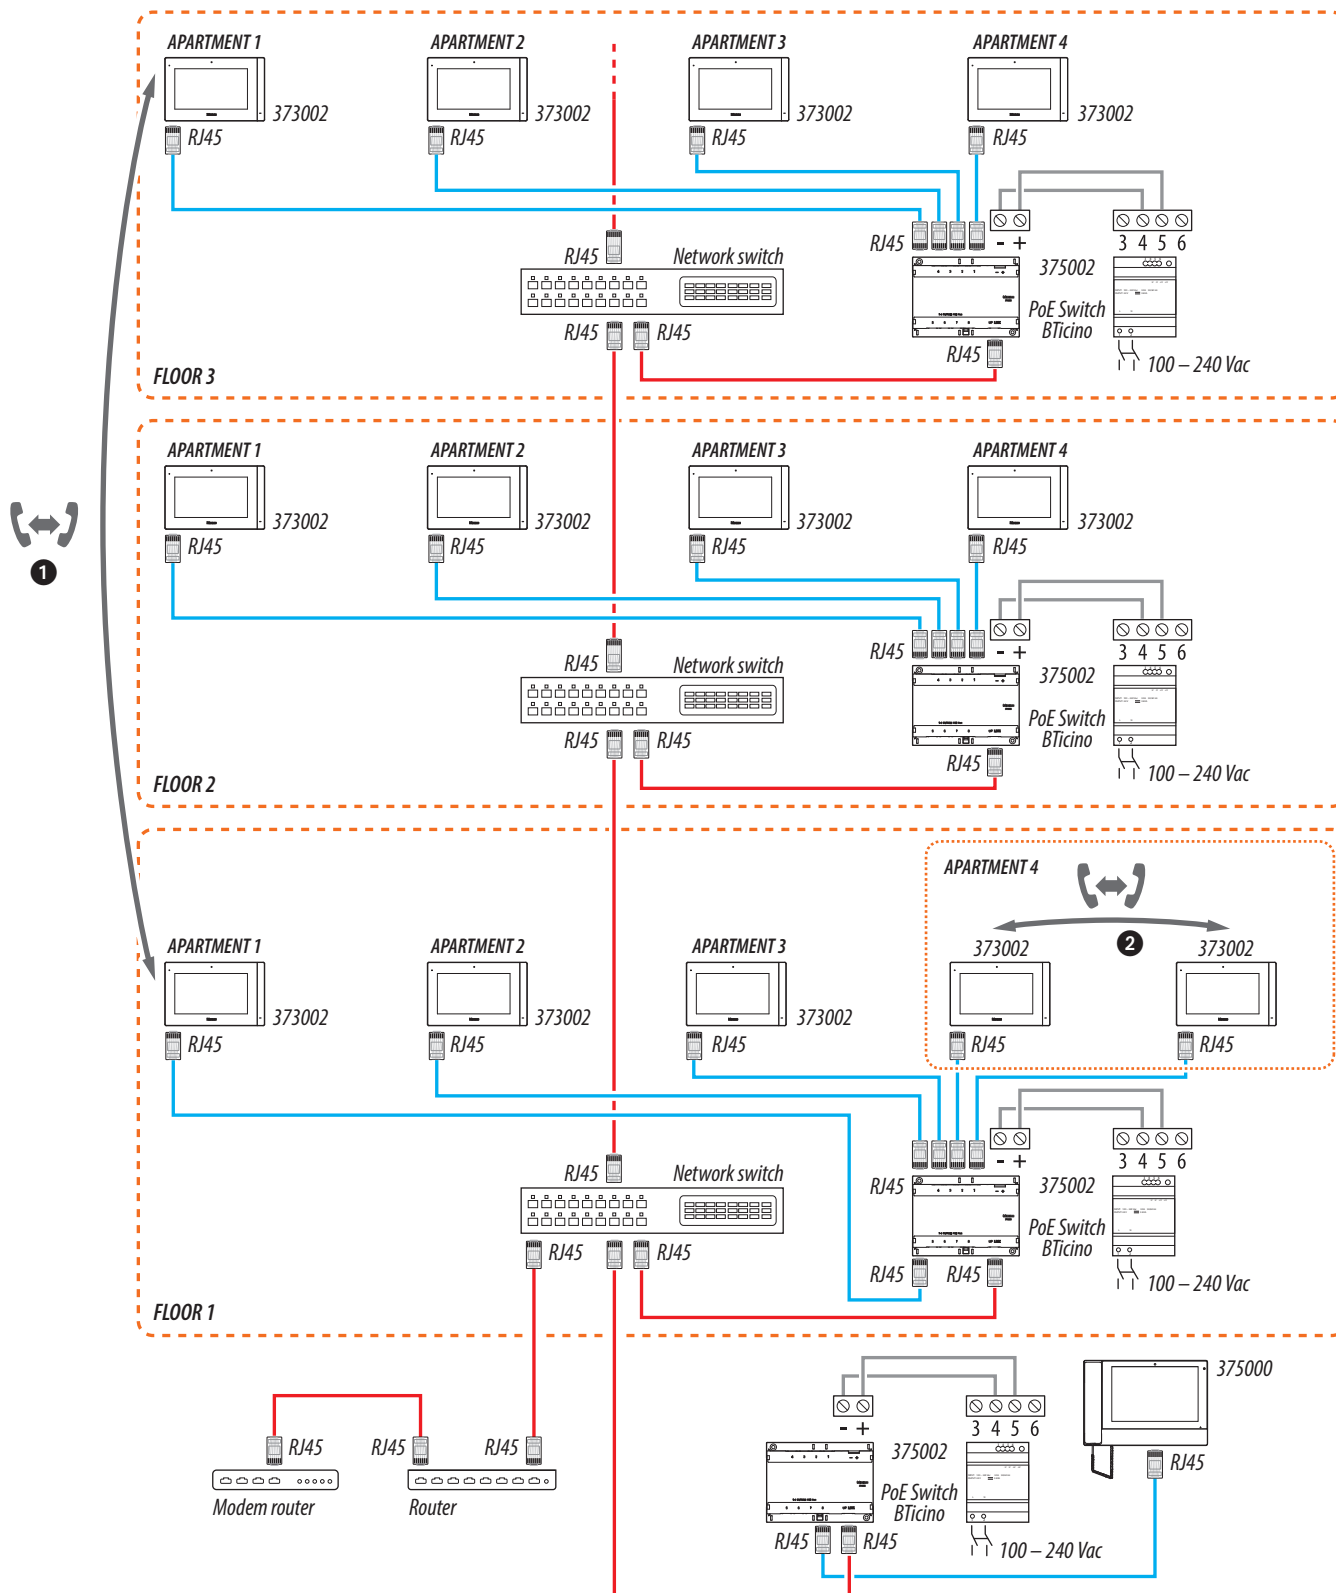 APARTMENT 1
APARTMENT 2
APARTMENT 3
APARTMENT 4
373002
373002
373002
373002
RJ45
RJ45
RJ45
RJ45
RJ45
Network switch
RJ45
- +
3 4 5 6
375002
PoE Switch
BTicino
RJ45
RJ45
RJ45
100 – 240 Vac
FLOOR 3
APARTMENT 1
APARTMENT 2
APARTMENT 3
APARTMENT 4
373002
373002
373002
373002
RJ45
RJ45
RJ45
RJ45
1
RJ45
Network switch
RJ45
- +
3 4 5 6
375002
PoE Switch
BTicino
RJ45
RJ45
RJ45
100 – 240 Vac
FLOOR 2
APARTMENT 4
2
APARTMENT 1
APARTMENT 2
APARTMENT 3
373002
373002
373002
373002
373002
RJ45
RJ45
RJ45
RJ45
RJ45
RJ45
Network switch
RJ45
- +
3 4 5 6
375002
PoE Switch
BTicino
RJ45
RJ45
RJ45
RJ45
100 – 240 Vac
FLOOR 1
375000
- +
3 4 5 6
RJ45
RJ45
RJ45
375002
RJ45
PoE Switch
BTicino
Modem router
Router
RJ45
RJ45
100 – 240 Vac